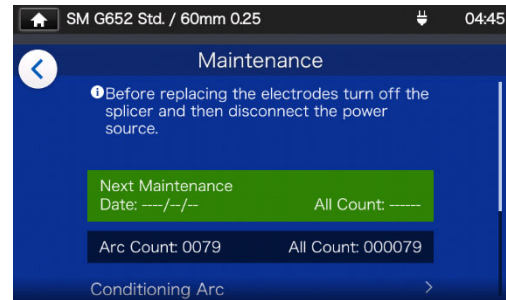 SM G652 Std. / 60mm 0.25 04:45
Maintenance
Before replacing the electrodes turn off the
splicer and then disconnect the power
source.
Next Maintenance
Date: ----/--/-- All Count: ------
Arc Count: 0079 All Count: 000079
Conditioning Arc